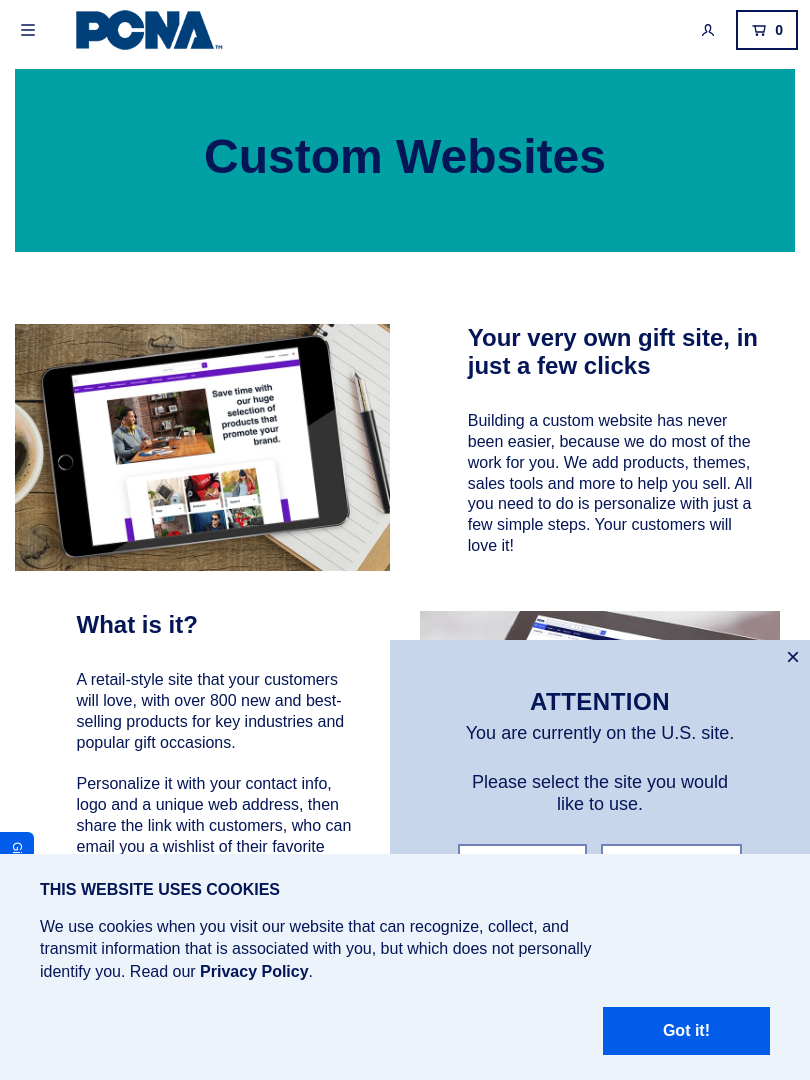 PCNA™
0
Custom Websites
Save time with
our huge
selection of
products that
promote your
brand.
Your very own gift site, in
just a few clicks
Building a custom website has never
been easier, because we do most of the
work for you. We add products, themes,
sales tools and more to help you sell. All
you need to do is personalize with just a
few simple steps. Your customers will
love it!
What is it?
A retail-style site that your customers
will love, with over 800 new and best-
selling products for key industries and
popular gift occasions.
Personalize it with your contact info,
logo and a unique web address, then
share the link with customers, who can
email you a wishlist of their favorite
ATTENTION
You are currently on the U.S. site.
Please select the site you would
like to use.
THIS WEBSITE USES COOKIES
We use cookies when you visit our website that can recognize, collect, and
transmit information that is associated with you, but which does not personally
identify you. Read our Privacy Policy.
Got it!